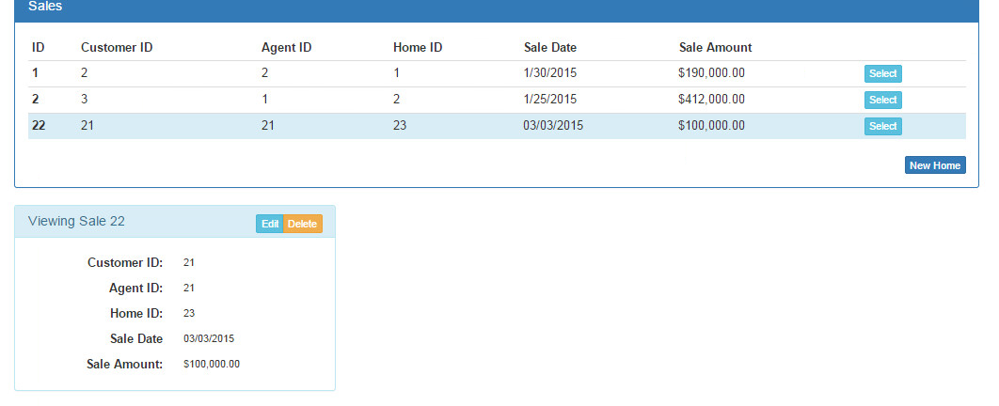 Sales
ID Customer ID Agent ID Home ID Sale Date Sale Amount
1 2 2 1 1/30/2015 $190,000.00 Select
2 3 1 2 1/25/2015 $412,000.00 Select
22 21 21 23 03/03/2015 $100,000.00 Select
New Home
Viewing Sale 22 Edit Delete
Customer ID: 21
Agent ID: 21
Home ID: 23
Sale Date 03/03/2015
Sale Amount: $100,000.00